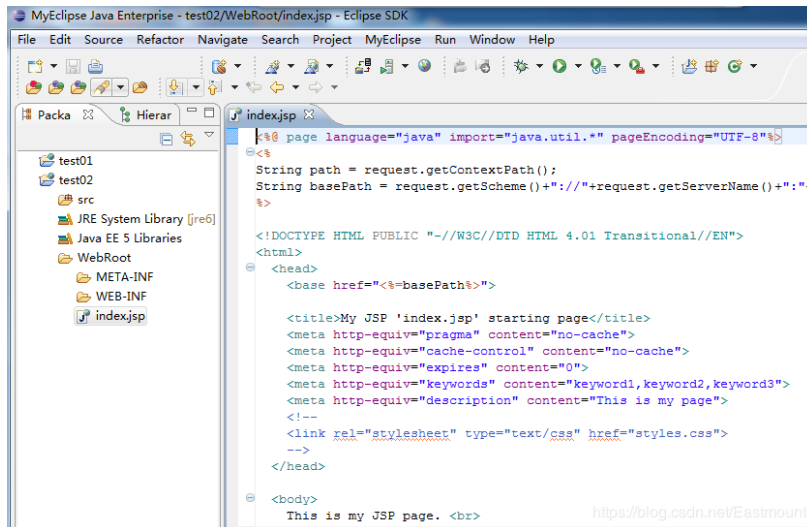 MyEclipse Java Enterprise - test02/WebRoot/index.jsp - Eclipse SDK
File Edit Source Refactor Navigate Search Project MyEclipse Run Window Help
Packa Hierar index.jsp
test01
test02
src
JRE System Library [jre6]
Java EE 5 Libraries
WebRoot
META-INF
WEB-INF
index.jsp
<%@ page language="java" import="java.util.*" pageEncoding="UTF-8"%>
<%
String path = request.getContextPath();
String basePath = request.getScheme()+"://"+request.getServerName()+":"
%>
<!DOCTYPE HTML PUBLIC "-//W3C//DTD HTML 4.01 Transitional//EN">
<html>
<head>
<base href="<%=basePath%>">
<title>My JSP 'index.jsp' starting page</title>
<meta http-equiv="pragma" content="no-cache">
<meta http-equiv="cache-control" content="no-cache">
<meta http-equiv="expires" content="0">
<meta http-equiv="keywords" content="keyword1,keyword2,keyword3">
<meta http-equiv="description" content="This is my page">
<!--
<link rel="stylesheet" type="text/css" href="styles.css">
-->
</head>
<body>
This is my JSP page. <br>
https://blog.csdn.net/Eastmount